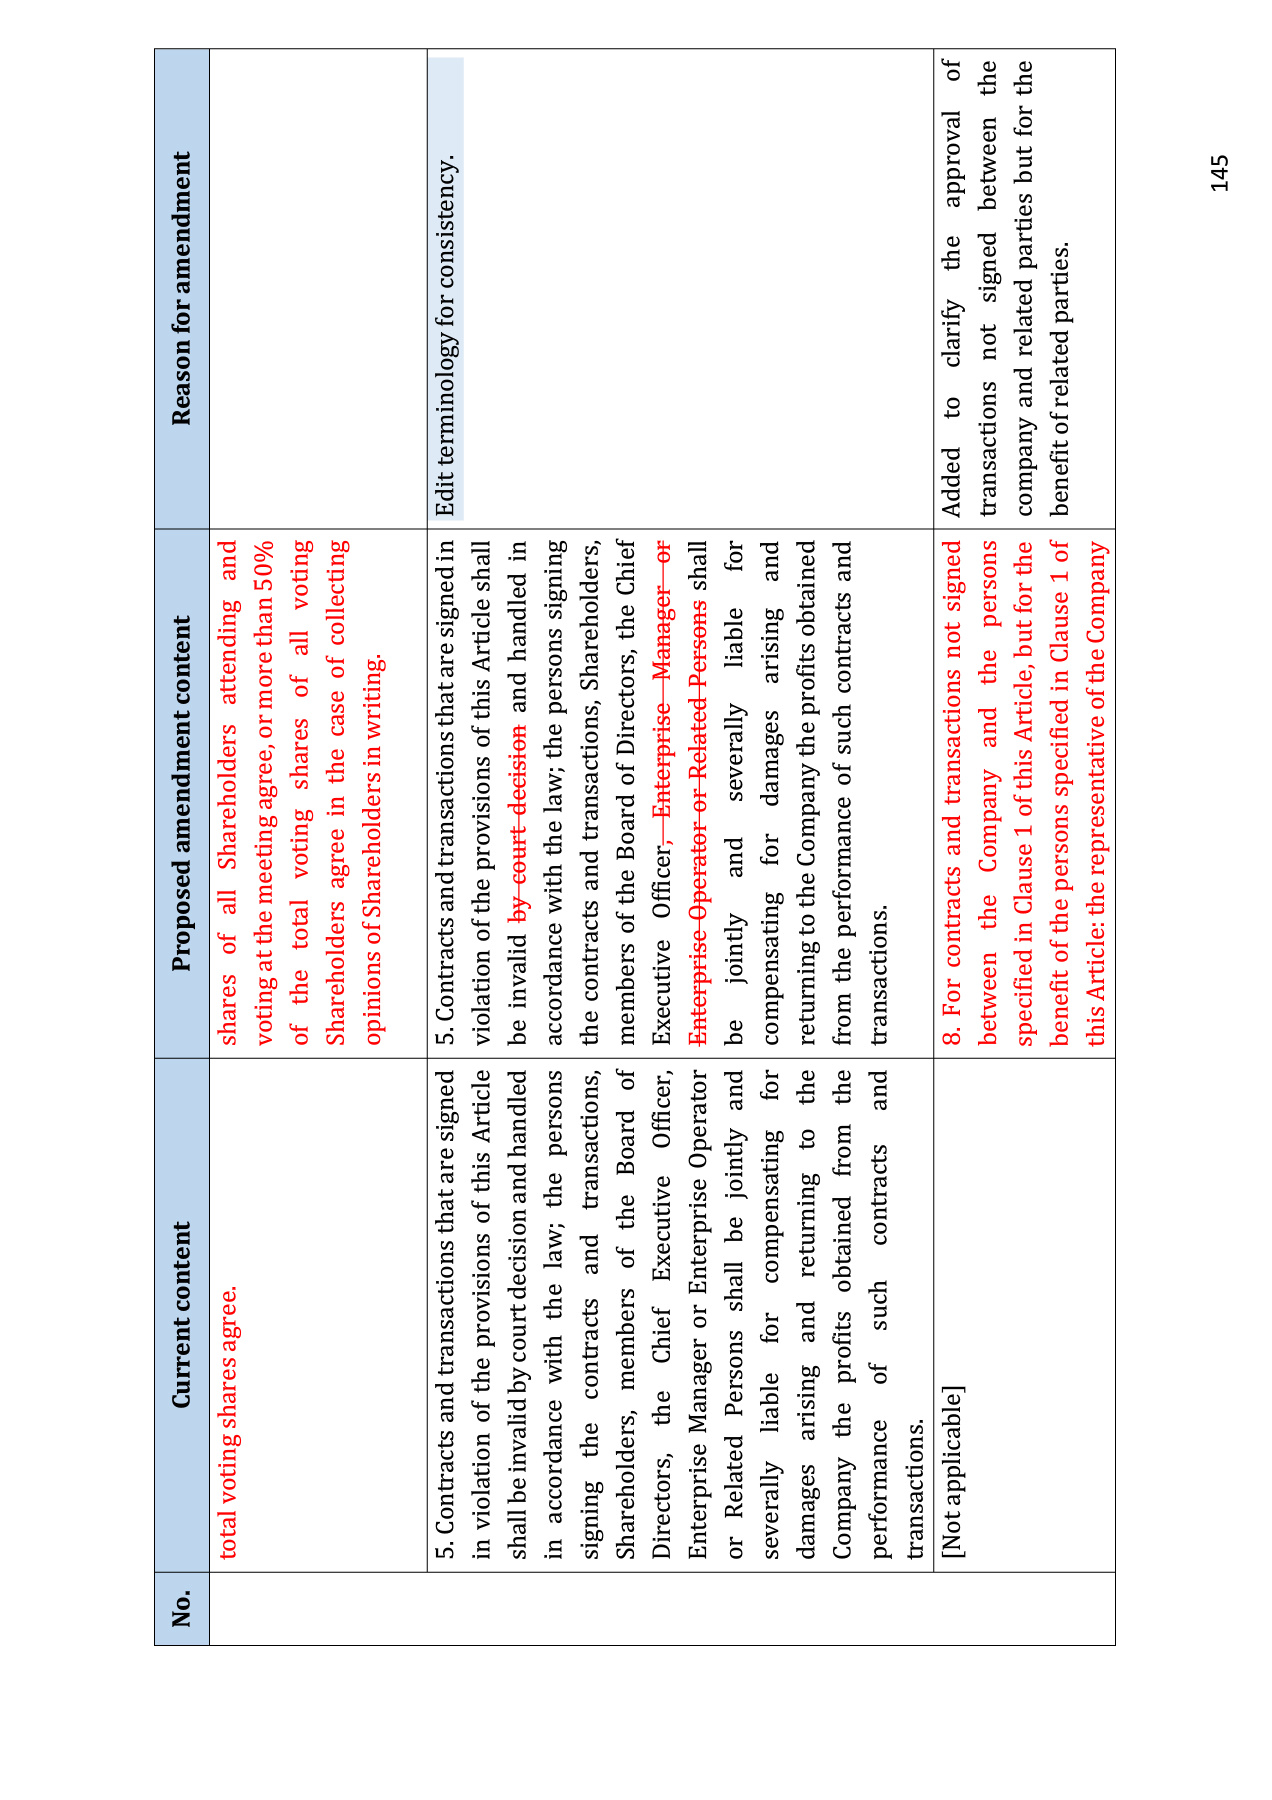 No.
Current content
Proposed amendment content
Reason for amendment
total voting shares agree.
shares of all Shareholders attending and
voting at the meeting agree, or more than 50%
of the total voting shares of all voting
Shareholders agree in the case of collecting
opinions of Shareholders in writing.
5. Contracts and transactions that are signed
in violation of the provisions of this Article
shall be invalid by court decision and handled
in accordance with the law; the persons
signing the contracts and transactions,
Shareholders, members of the Board of
Directors, the Chief Executive Officer,
Enterprise Manager or Enterprise Operator
or Related Persons shall be jointly and
severally liable for compensating for
damages arising and returning to the
Company the profits obtained from the
performance of such contracts and
transactions.
5. Contracts and transactions that are signed in
violation of the provisions of this Article shall
be invalid by court decision and handled in
accordance with the law; the persons signing
the contracts and transactions, Shareholders,
members of the Board of Directors, the Chief
Executive Officer, Enterprise Manager or
Enterprise Operator or Related Persons shall
be jointly and severally liable for
compensating for damages arising and
returning to the Company the profits obtained
from the performance of such contracts and
transactions.
Edit terminology for consistency.
[Not applicable]
8. For contracts and transactions not signed
between the Company and the persons
specified in Clause 1 of this Article, but for the
benefit of the persons specified in Clause 1 of
this Article: the representative of the Company
Added to clarify the approval of
transactions not signed between the
company and related parties but for the
benefit of related parties.
145